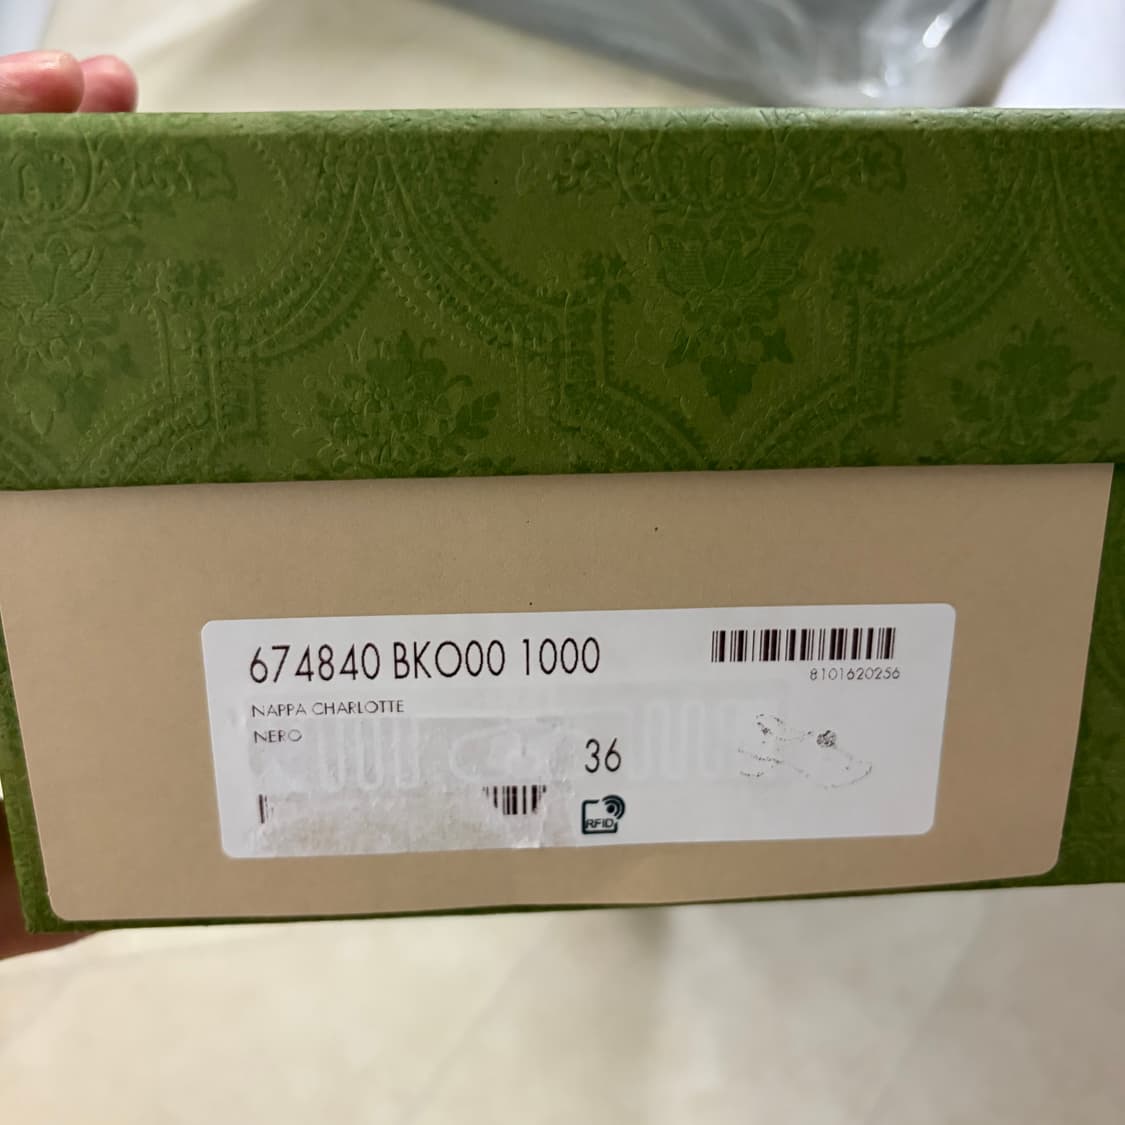 674840 BKO00 1000
8101620256
NAPPA CHARLOTTE
NERO
36
RFID